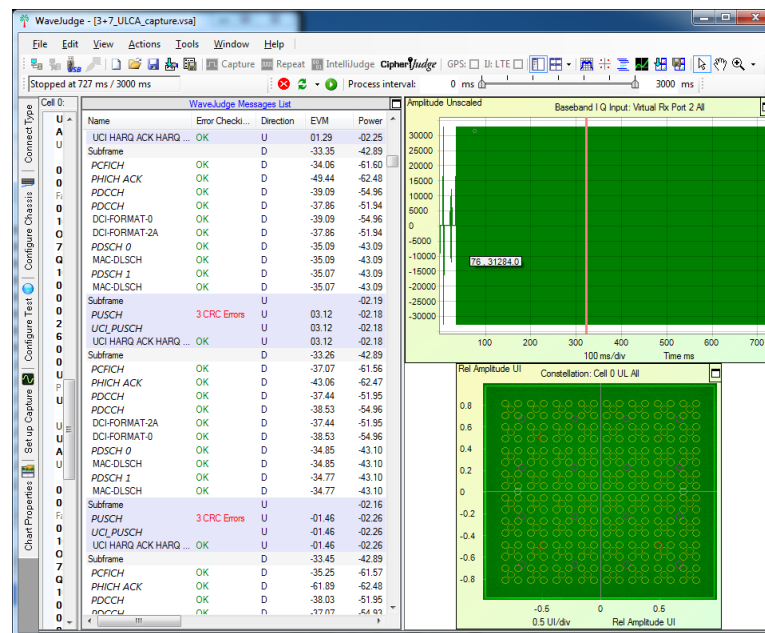 WaveJudge - [3+7_ULCA_capture.vsa]
File Edit View Actions Tools Window Help
Capture Repeat IntelliJudge CipherJudge GPS: IJ: LTE
Stopped at 727 ms / 3000 ms Process interval: 0 ms 3000 ms
Connect Type
Configure Chassis
Configure Test
Set up Capture
Chart Properties
Cell 0:
WaveJudge Messages List
Name Error Checki... Direction EVM Power
UCI HARQ ACK HARQ ... OK U 01.29 -02.25
Subframe D -33.35 -42.89
PCFICH OK D -34.06 -61.60
PHICH ACK OK D -49.44 -62.48
PDCCH OK D -39.09 -54.96
PDCCH OK D -37.86 -51.94
DCI-FORMAT-0 OK D -39.09 -54.96
DCI-FORMAT-2A OK D -37.86 -51.94
PDSCH 0 OK D -35.09 -43.09
MAC-DLSCH OK D -35.09 -43.09
PDSCH 1 OK D -35.07 -43.09
MAC-DLSCH OK D -35.07 -43.09
Subframe U -02.19
PUSCH 3 CRC Errors U 03.12 -02.18
UCI_PUSCH U 03.12 -02.18
UCI HARQ ACK HARQ ... OK U 03.12 -02.18
Subframe D -33.26 -42.89
PCFICH OK D -37.07 -61.56
PHICH ACK OK D -43.06 -62.47
PDCCH OK D -37.44 -51.95
PDCCH OK D -38.53 -54.96
DCI-FORMAT-2A OK D -37.44 -51.95
DCI-FORMAT-0 OK D -38.53 -54.96
PDSCH 0 OK D -34.85 -43.10
MAC-DLSCH OK D -34.85 -43.10
PDSCH 1 OK D -34.77 -43.10
MAC-DLSCH OK D -34.77 -43.10
Subframe U -02.16
PUSCH 3 CRC Errors U -01.46 -02.26
UCI_PUSCH U -01.46 -02.26
UCI HARQ ACK HARQ ... OK U -01.46 -02.26
Subframe D -33.45 -42.89
PCFICH OK D -35.25 -61.57
PHICH ACK OK D -61.89 -62.48
PDCCH OK D -38.03 -51.95
PDCCH OK D -37.07 -54.93
Amplitude Unscaled
Baseband I Q Input: Virtual Rx Port 2 All
30000
25000
20000
15000
10000
5000
0
-5000
-10000
-15000
-20000
-25000
-30000
76 , 31284.0
100 200 300 400 500 600 700
100 ms/div Time ms
Rel Amplitude UI
Constellation: Cell 0 UL All
0.8
0.6
0.4
0.2
0
-0.2
-0.4
-0.6
-0.8
-0.5 0 0.5
0.5 UI/div Rel Amplitude UI